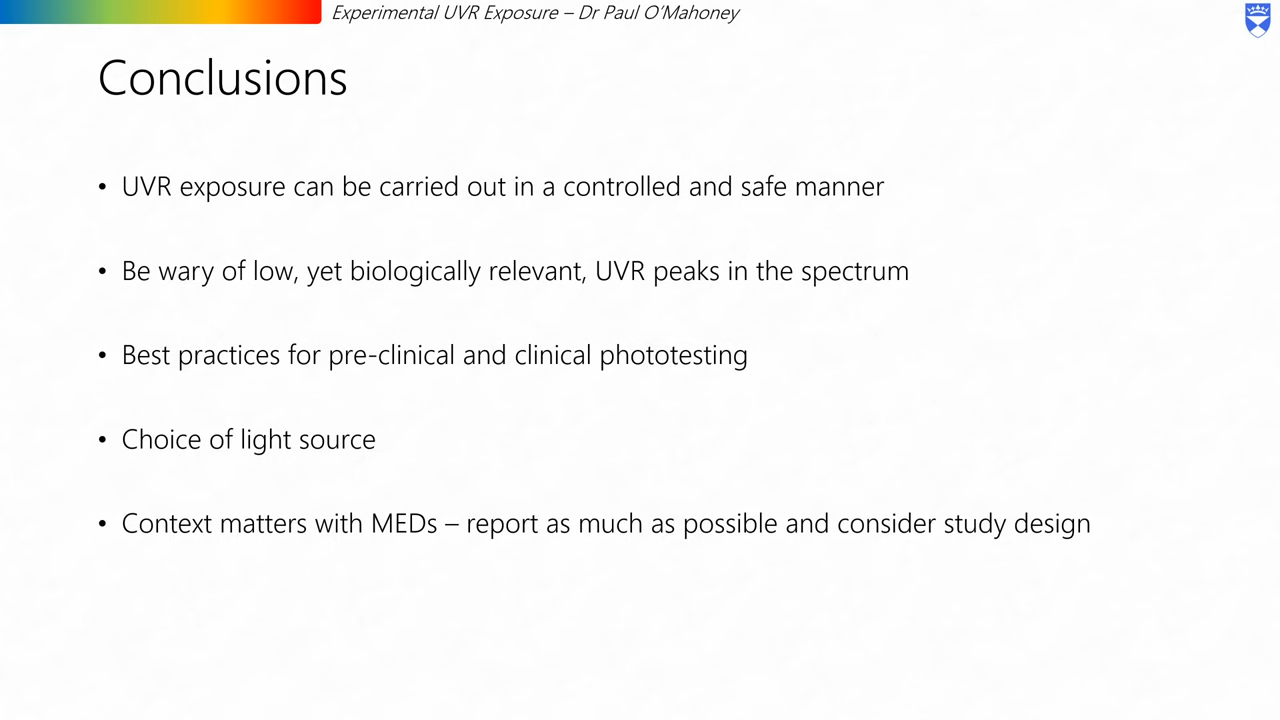 Experimental UVR Exposure – Dr Paul O’Mahoney
Conclusions
• UVR exposure can be carried out in a controlled and safe manner
• Be wary of low, yet biologically relevant, UVR peaks in the spectrum
• Best practices for pre-clinical and clinical phototesting
• Choice of light source
• Context matters with MEDs – report as much as possible and consider study design